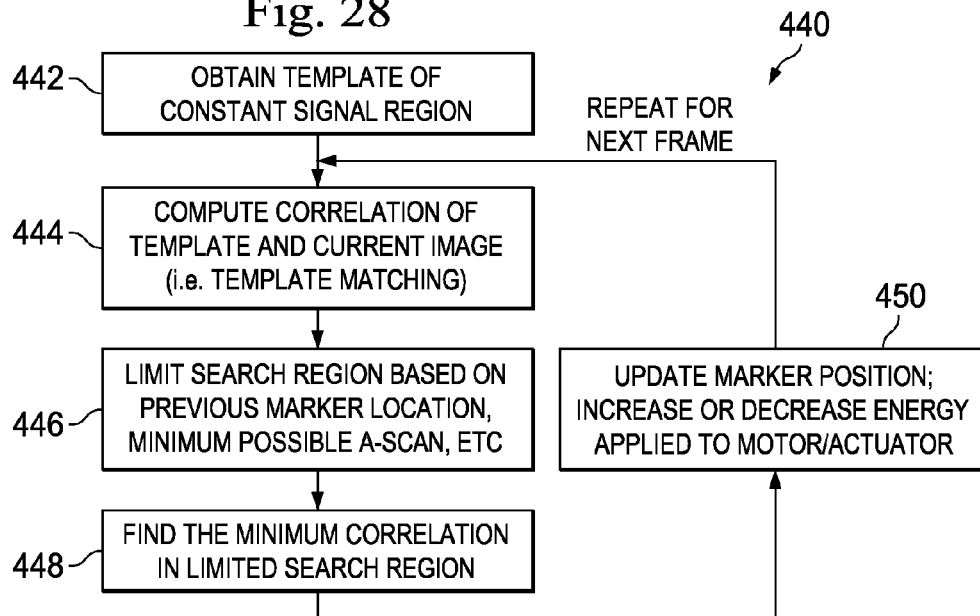 Fig. 28
440
442
OBTAIN TEMPLATE OF
CONSTANT SIGNAL REGION
REPEAT FOR
NEXT FRAME
444
COMPUTE CORRELATION OF
TEMPLATE AND CURRENT IMAGE
(i.e. TEMPLATE MATCHING)
446
LIMIT SEARCH REGION BASED ON
PREVIOUS MARKER LOCATION,
MINIMUM POSSIBLE A-SCAN, ETC
450
UPDATE MARKER POSITION;
INCREASE OR DECREASE ENERGY
APPLIED TO MOTOR/ACTUATOR
448
FIND THE MINIMUM CORRELATION
IN LIMITED SEARCH REGION